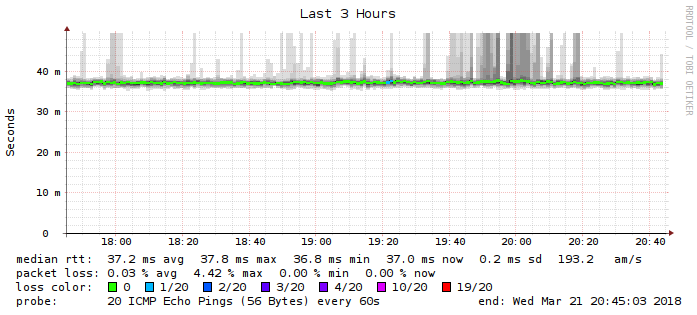 Last 3 Hours
RRDTOOL / TOBI OETIKER
Seconds
40 m
30 m
20 m
10 m
0
18:00 18:20 18:40 19:00 19:20 19:40 20:00 20:20 20:40
median rtt: 37.2 ms avg 37.8 ms max 36.8 ms min 37.0 ms now 0.2 ms sd 193.2 am/s
packet loss: 0.03 % avg 4.42 % max 0.00 % min 0.00 % now
loss color: 0 1/20 2/20 3/20 4/20 10/20 19/20
probe: 20 ICMP Echo Pings (56 Bytes) every 60s end: Wed Mar 21 20:45:03 2018